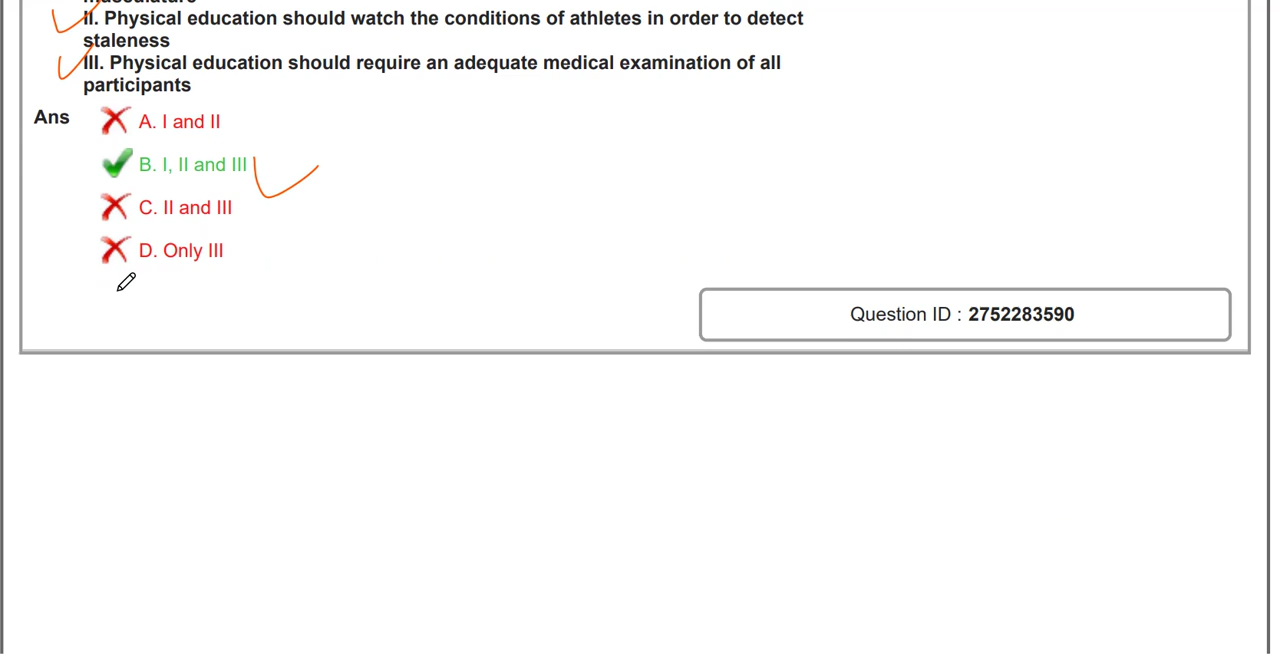 II. Physical education should watch the conditions of athletes in order to detect
staleness
III. Physical education should require an adequate medical examination of all
participants
Ans
A. I and II
B. I, II and III
C. II and III
D. Only III
Question ID : 2752283590